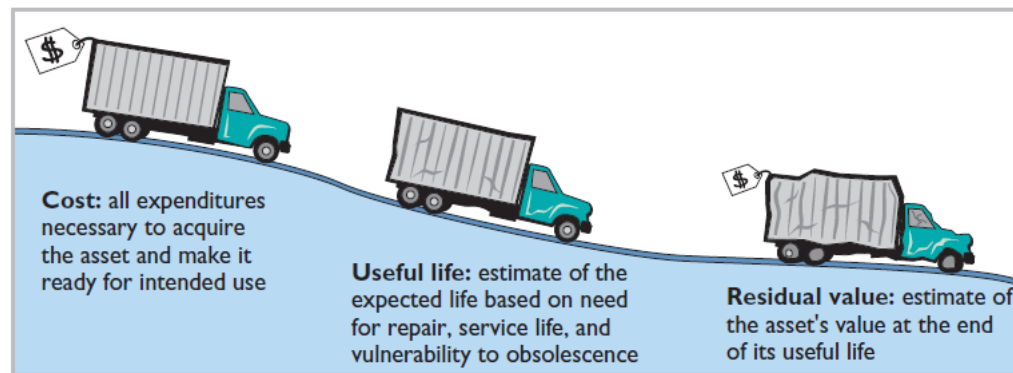 $
Cost: all expenditures
necessary to acquire
the asset and make it
ready for intended use
Useful life: estimate of the
expected life based on need
for repair, service life, and
vulnerability to obsolescence
$
Residual value: estimate of
the asset's value at the end
of its useful life